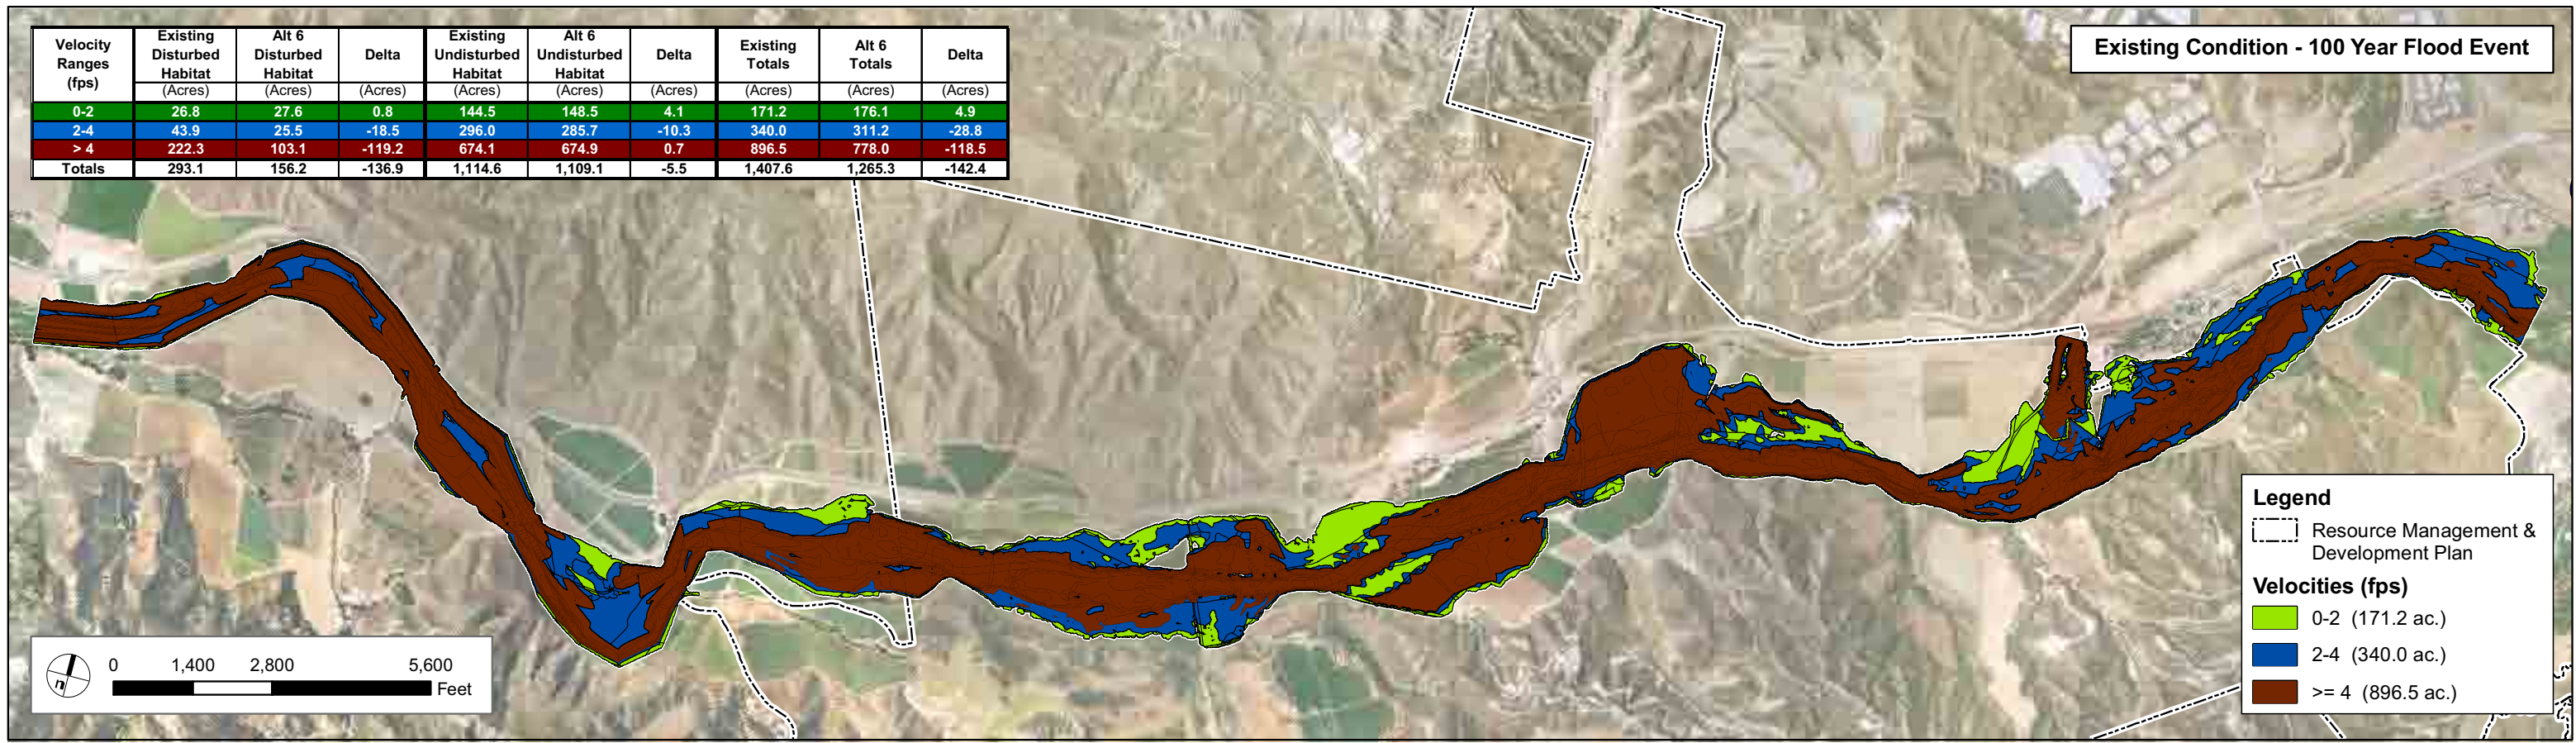 Existing Condition - 100 Year Flood Event
Velocity Ranges (fps) | Existing Disturbed Habitat (Acres) | Alt 6 Disturbed Habitat (Acres) | Delta (Acres) | Existing Undisturbed Habitat (Acres) | Alt 6 Undisturbed Habitat (Acres) | Delta (Acres) | Existing Totals (Acres) | Alt 6 Totals (Acres) | Delta (Acres)
0-2 | 26.8 | 27.6 | 0.8 | 144.5 | 148.5 | 4.1 | 171.2 | 176.1 | 4.9
2-4 | 43.9 | 25.5 | -18.5 | 296.0 | 285.7 | -10.3 | 340.0 | 311.2 | -28.8
> 4 | 222.3 | 103.1 | -119.2 | 674.1 | 674.9 | 0.7 | 896.5 | 778.0 | -118.5
Totals | 293.1 | 156.2 | -136.9 | 1,114.6 | 1,109.1 | -5.5 | 1,407.6 | 1,265.3 | -142.4
n
0 1,400 2,800 5,600
Feet
Legend
Resource Management &
Development Plan
Velocities (fps)
0-2 (171.2 ac.)
2-4 (340.0 ac.)
>= 4 (896.5 ac.)